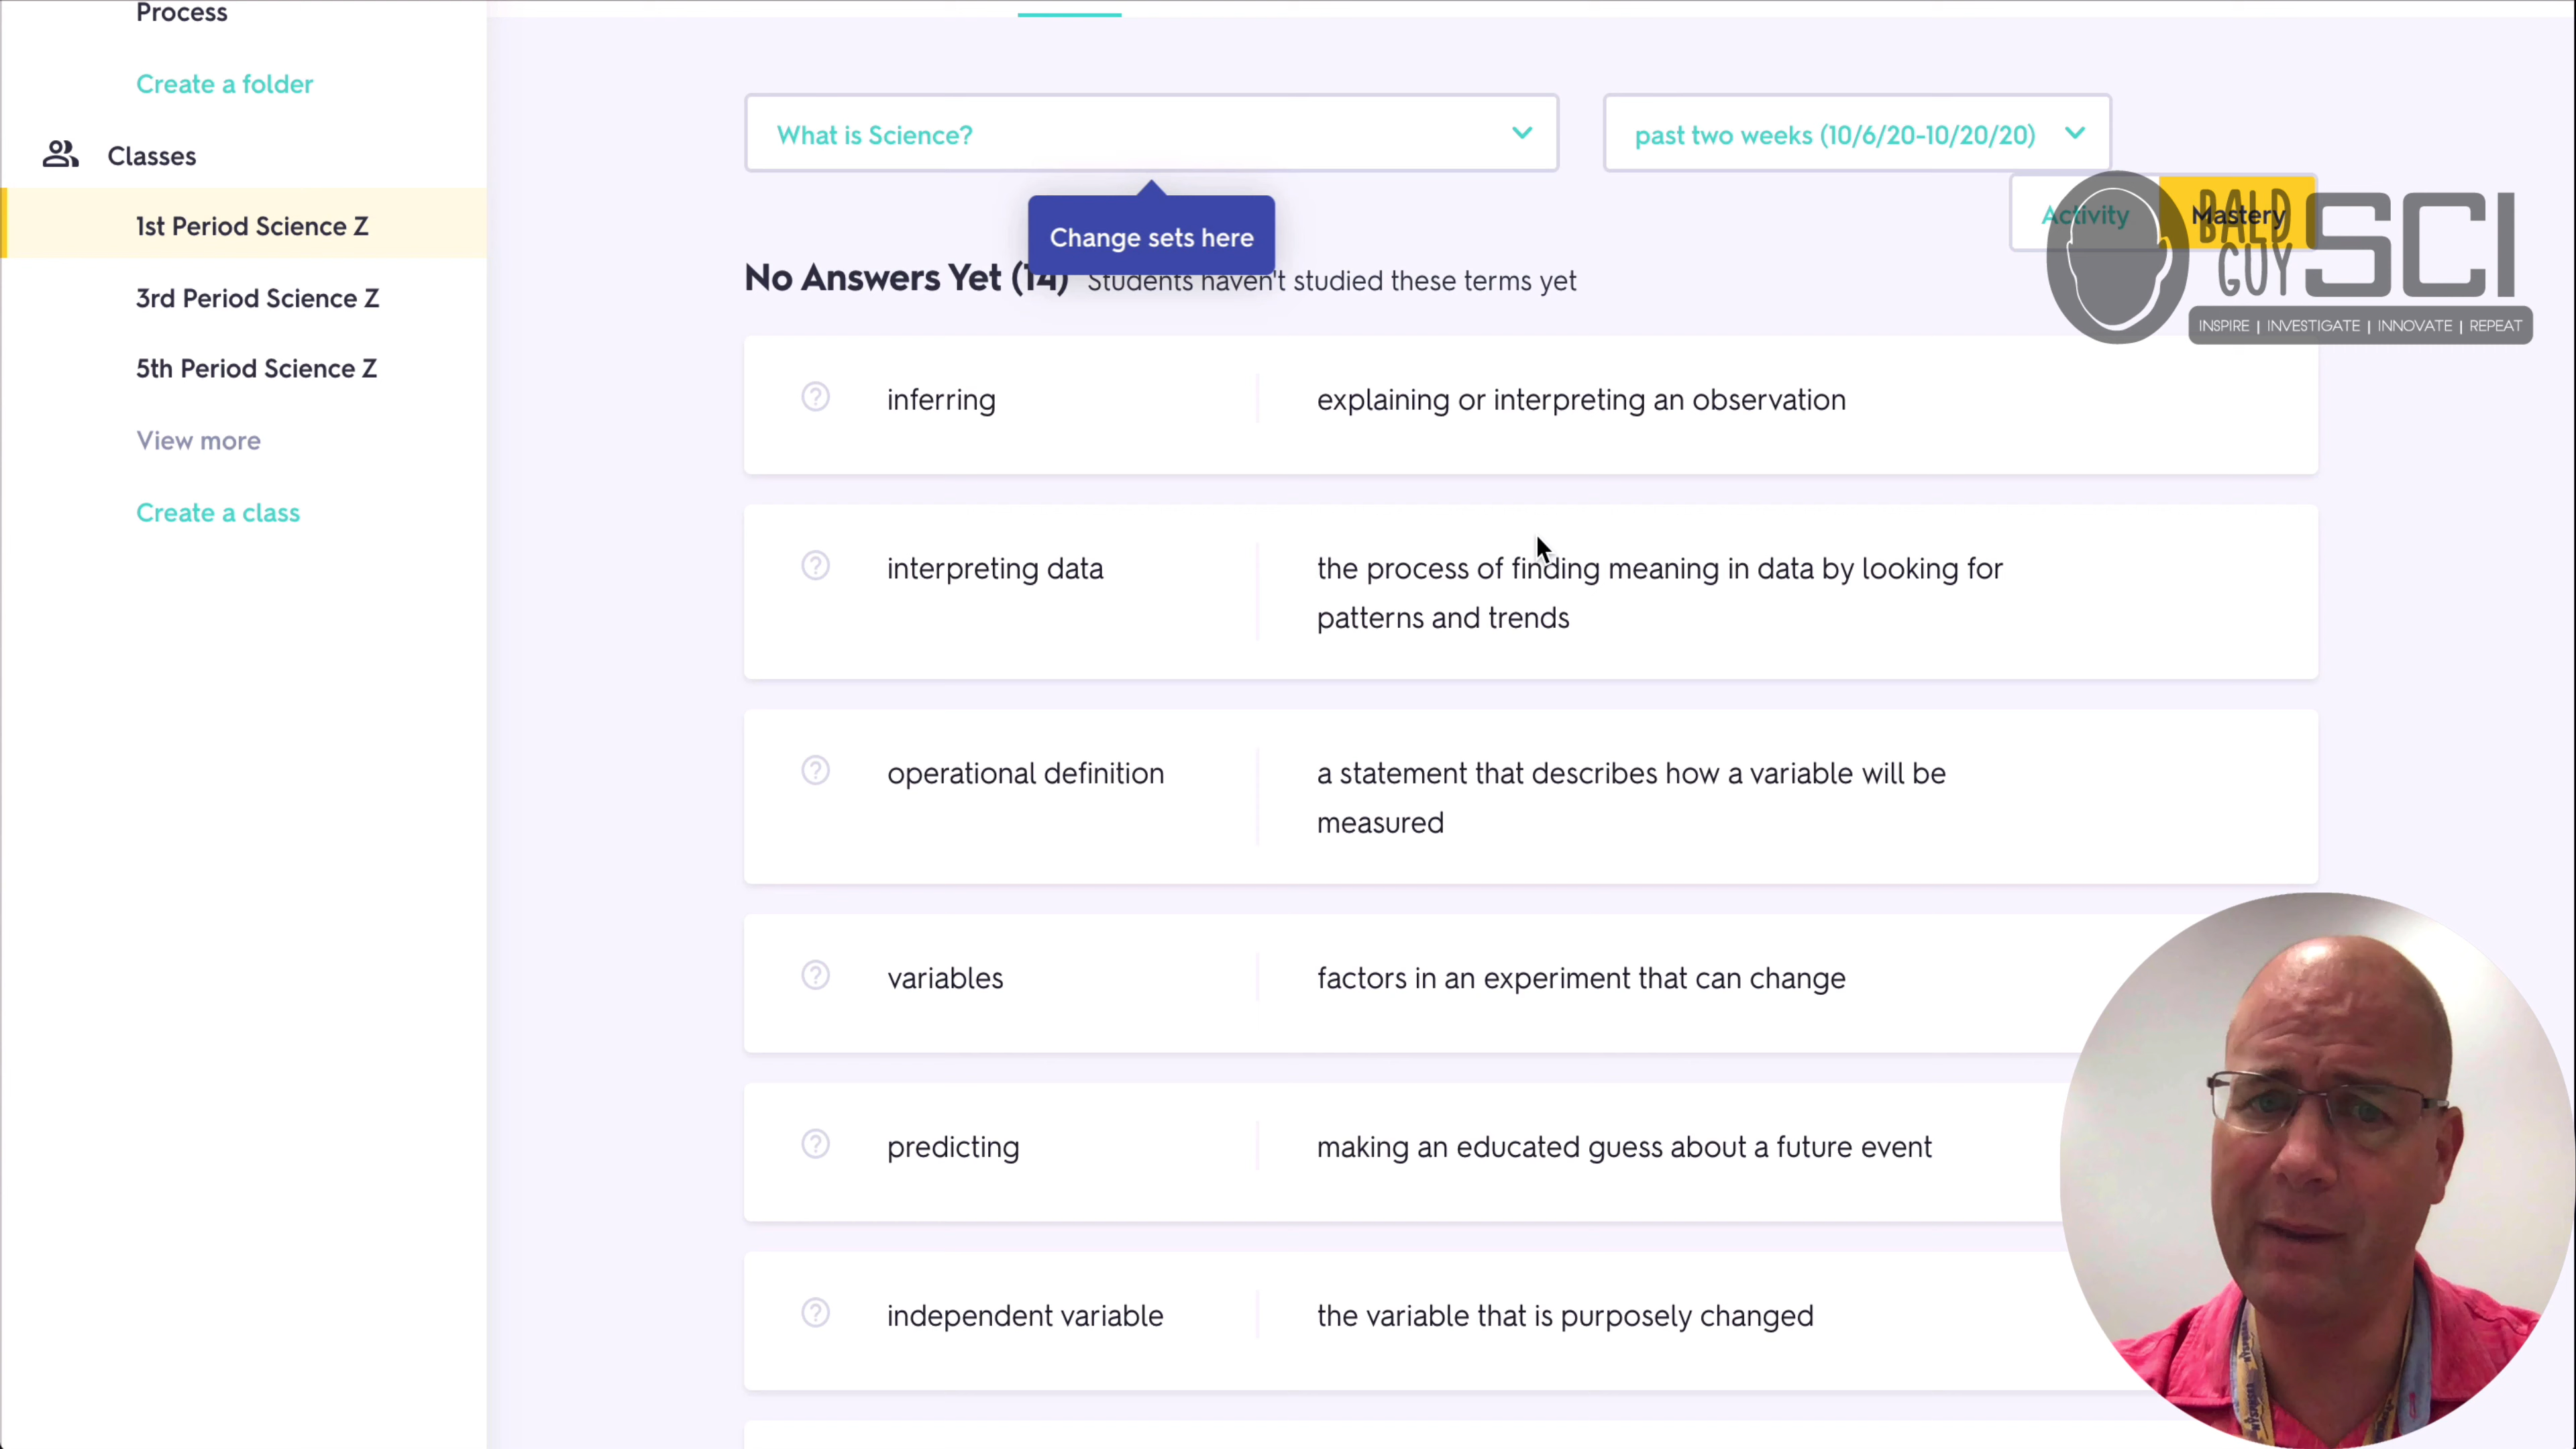 Process
Create a folder
Classes
1st Period Science Z
3rd Period Science Z
5th Period Science Z
View more
Create a class
What is Science?
past two weeks (10/6/20-10/20/20)
Change sets here
Activity
Mastery
BALD
GUY
SCI
INSPIRE | INVESTIGATE | INNOVATE | REPEAT
No Answers Yet (14) Students haven't studied these terms yet
inferring
explaining or interpreting an observation
interpreting data
the process of finding meaning in data by looking for
patterns and trends
operational definition
a statement that describes how a variable will be
measured
variables
factors in an experiment that can change
predicting
making an educated guess about a future event
independent variable
the variable that is purposely changed